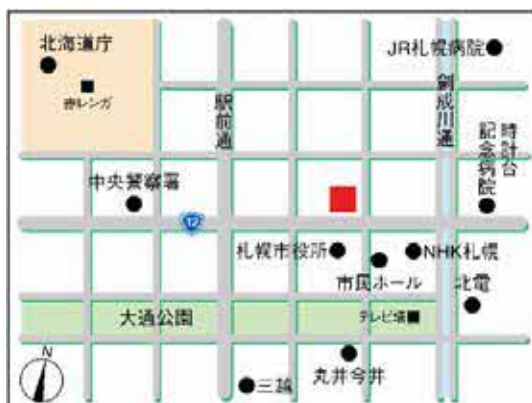 北海道庁
赤レンガ
駅前通
JR札幌病院
創成川通
時計台
記念病院
中央警察署
12
札幌市役所
市民ホール
NHK札幌
北電
大通公園
テレビ塔
丸井今井
三越
N